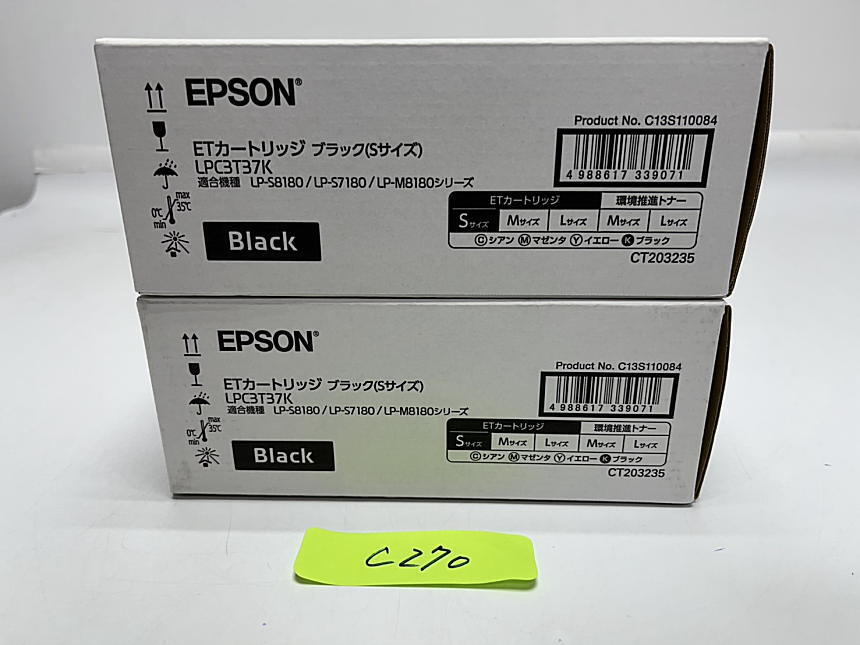 EPSON®
Product No. C13S110084
ETカートリッジ ブラック(Sサイズ)
LPC3T37K
適合機種 LP-S8180 / LP-S7180 / LP-M8180シリーズ
4 988617 339071
max
35℃
0℃
min
ETカートリッジ 環境推進トナー
Sサイズ Mサイズ Lサイズ Mサイズ Lサイズ
Ⓒシアン Ⓜマゼンタ Ⓨイエロー Ⓚブラック
Black
CT203235
EPSON®
Product No. C13S110084
ETカートリッジ ブラック(Sサイズ)
LPC3T37K
適合機種 LP-S8180 / LP-S7180 / LP-M8180シリーズ
4 988617 339071
max
35℃
0℃
min
ETカートリッジ 環境推進トナー
Sサイズ Mサイズ Lサイズ Mサイズ Lサイズ
Ⓒシアン Ⓜマゼンタ Ⓨイエロー Ⓚブラック
Black
CT203235
C270